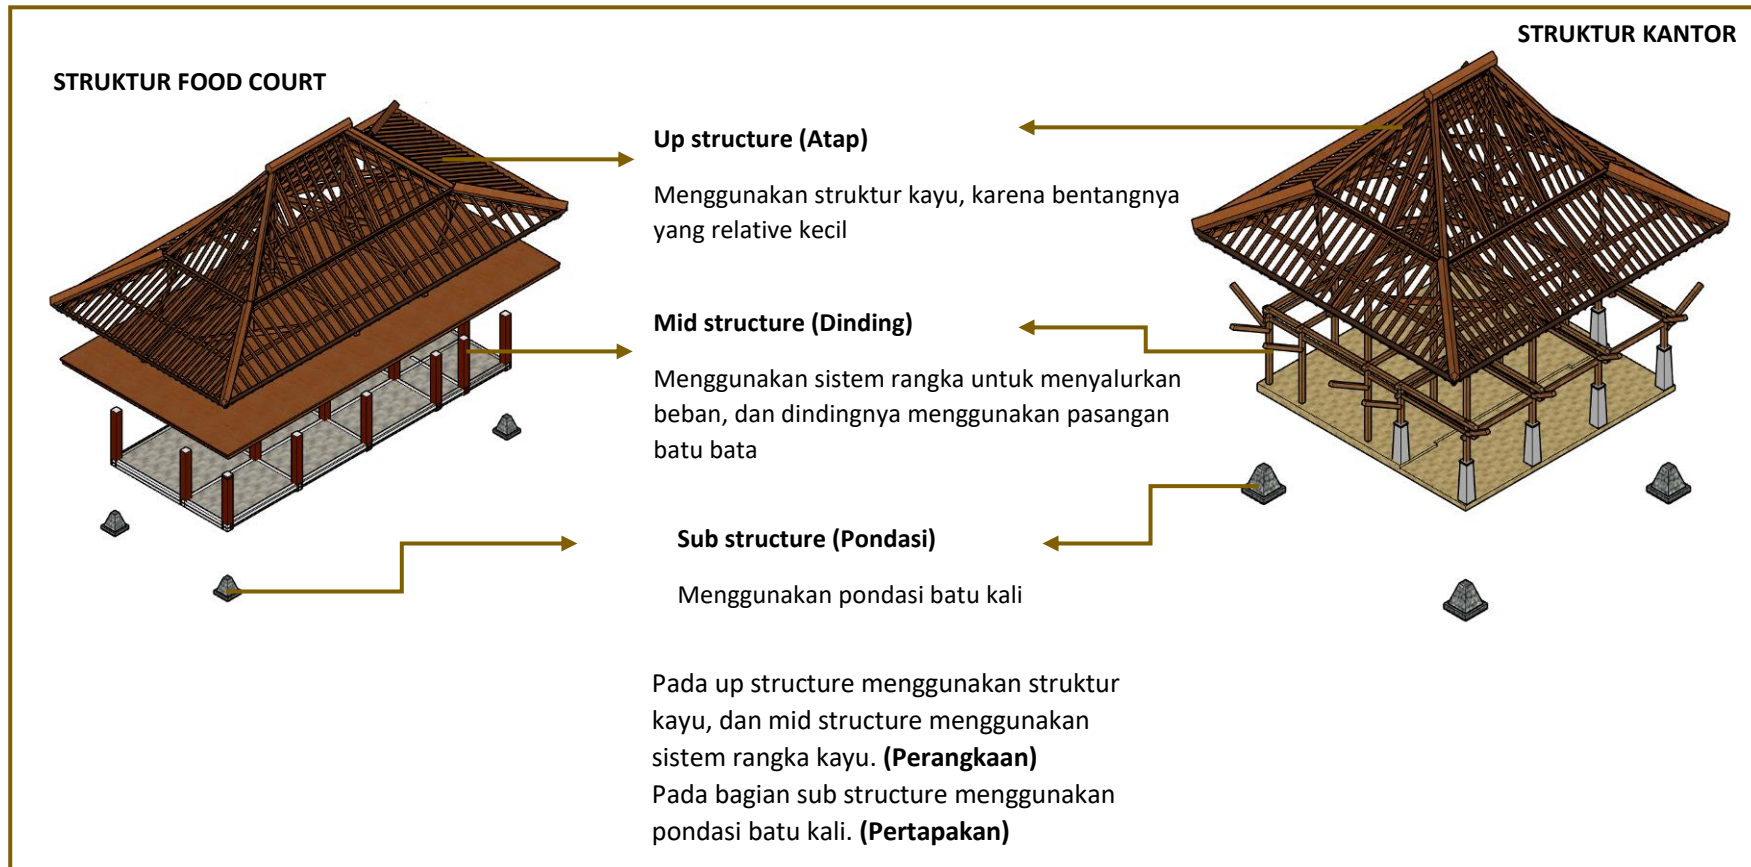 STRUKTUR KANTOR
STRUKTUR FOOD COURT
Up structure (Atap)
Menggunakan struktur kayu, karena bentangnya
yang relative kecil
Mid structure (Dinding)
Menggunakan sistem rangka untuk menyalurkan
beban, dan dindingnya menggunakan pasangan
batu bata
Sub structure (Pondasi)
Menggunakan pondasi batu kali
Pada up structure menggunakan struktur
kayu, dan mid structure menggunakan
sistem rangka kayu. (Perangkaan)
Pada bagian sub structure menggunakan
pondasi batu kali. (Pertapakan)